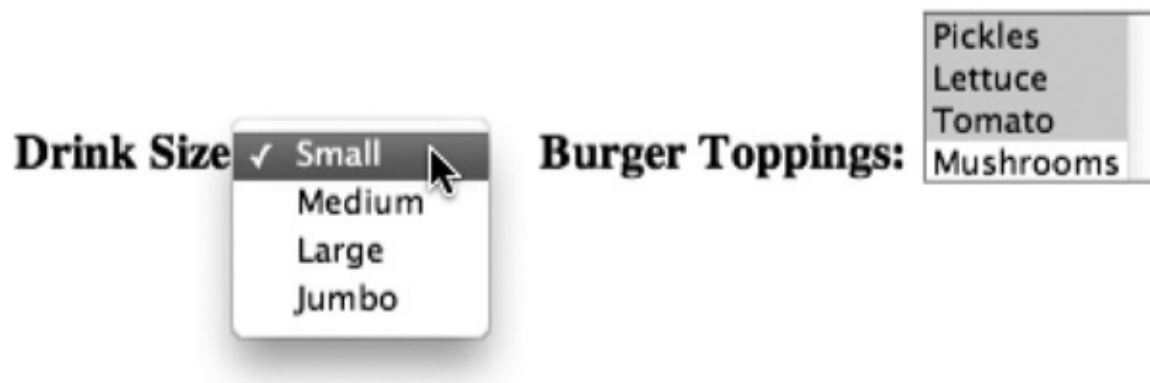 Drink Size
Small
Medium
Large
Jumbo
Burger Toppings:
Pickles
Lettuce
Tomato
Mushrooms